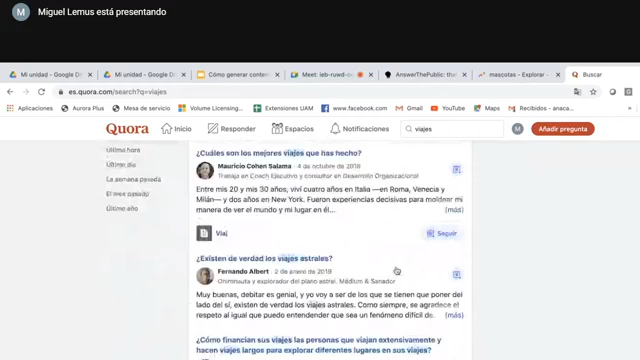 M Miguel Lemus está presentando
Mi unidad - Google Dr
Mi unidad - Google Dr
Cómo generar conten
Meet: ieb-ruwd-
AnswerThePublic: tha
mascotas - Explorar -
Buscar
es.quora.com/search?q=viajes
Aplicaciones
Aurora Plus
Mesa de servicio
Volume Licensing...
Extensiones UAM
www.facebook.com
Gmail
YouTube
Maps
Recibidos - anaca...
Quora
Inicio
Responder
Espacios
Notificaciones
viajes
M
Añadir pregunta
Última hora
Último día
La semana pasada
El mes pasado
Último año
¿Cuáles son los mejores viajes que has hecho?
Mauricio Cohen Salama · 4 de octubre de 2018
Trabaja en Coach Ejecutivo y consultor en Desarrollo Organizacional
Entre mis 20 y mis 30 años, viví cuatro años en Italia —en Roma, Venecia y
Milán— y dos años en New York. Fueron experiencias decisivas para moldear mi
manera de ver el mundo y mi lugar en él...
(más)
Viaj
Seguir
¿Existen de verdad los viajes astrales?
Fernando Albert · 2 de enero de 2019
Onironauta y explorador del plano astral. Médium & Sanador
Muy buenas, debitar es genial, y yo voy a ser de los que se tienen que poner del
lado del sí, existen de verdad los viajes astrales. Como siempre, se agradece el
respeto al igual que puedo entendender que sea un fenómeno difícil de...
(más)
¿Cómo financian sus viajes las personas que viajan extensivamente y
hacen viajes largos para explorar diferentes lugares en sus viajes?